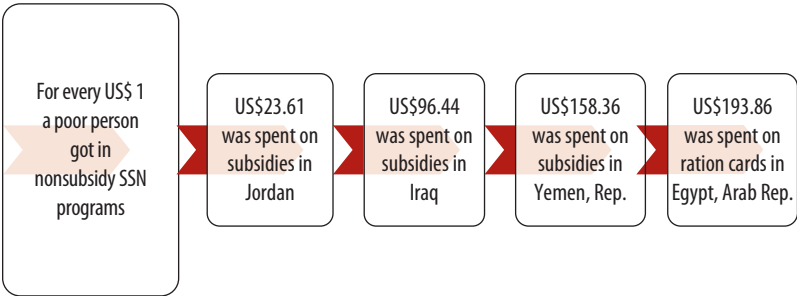 For every US$ 1
a poor person
got in
nonsubsidy SSN
programs
US$23.61
was spent on
subsidies in
Jordan
US$96.44
was spent on
subsidies in
Iraq
US$158.36
was spent on
subsidies in
Yemen, Rep.
US$193.86
was spent on
ration cards in
Egypt, Arab Rep.